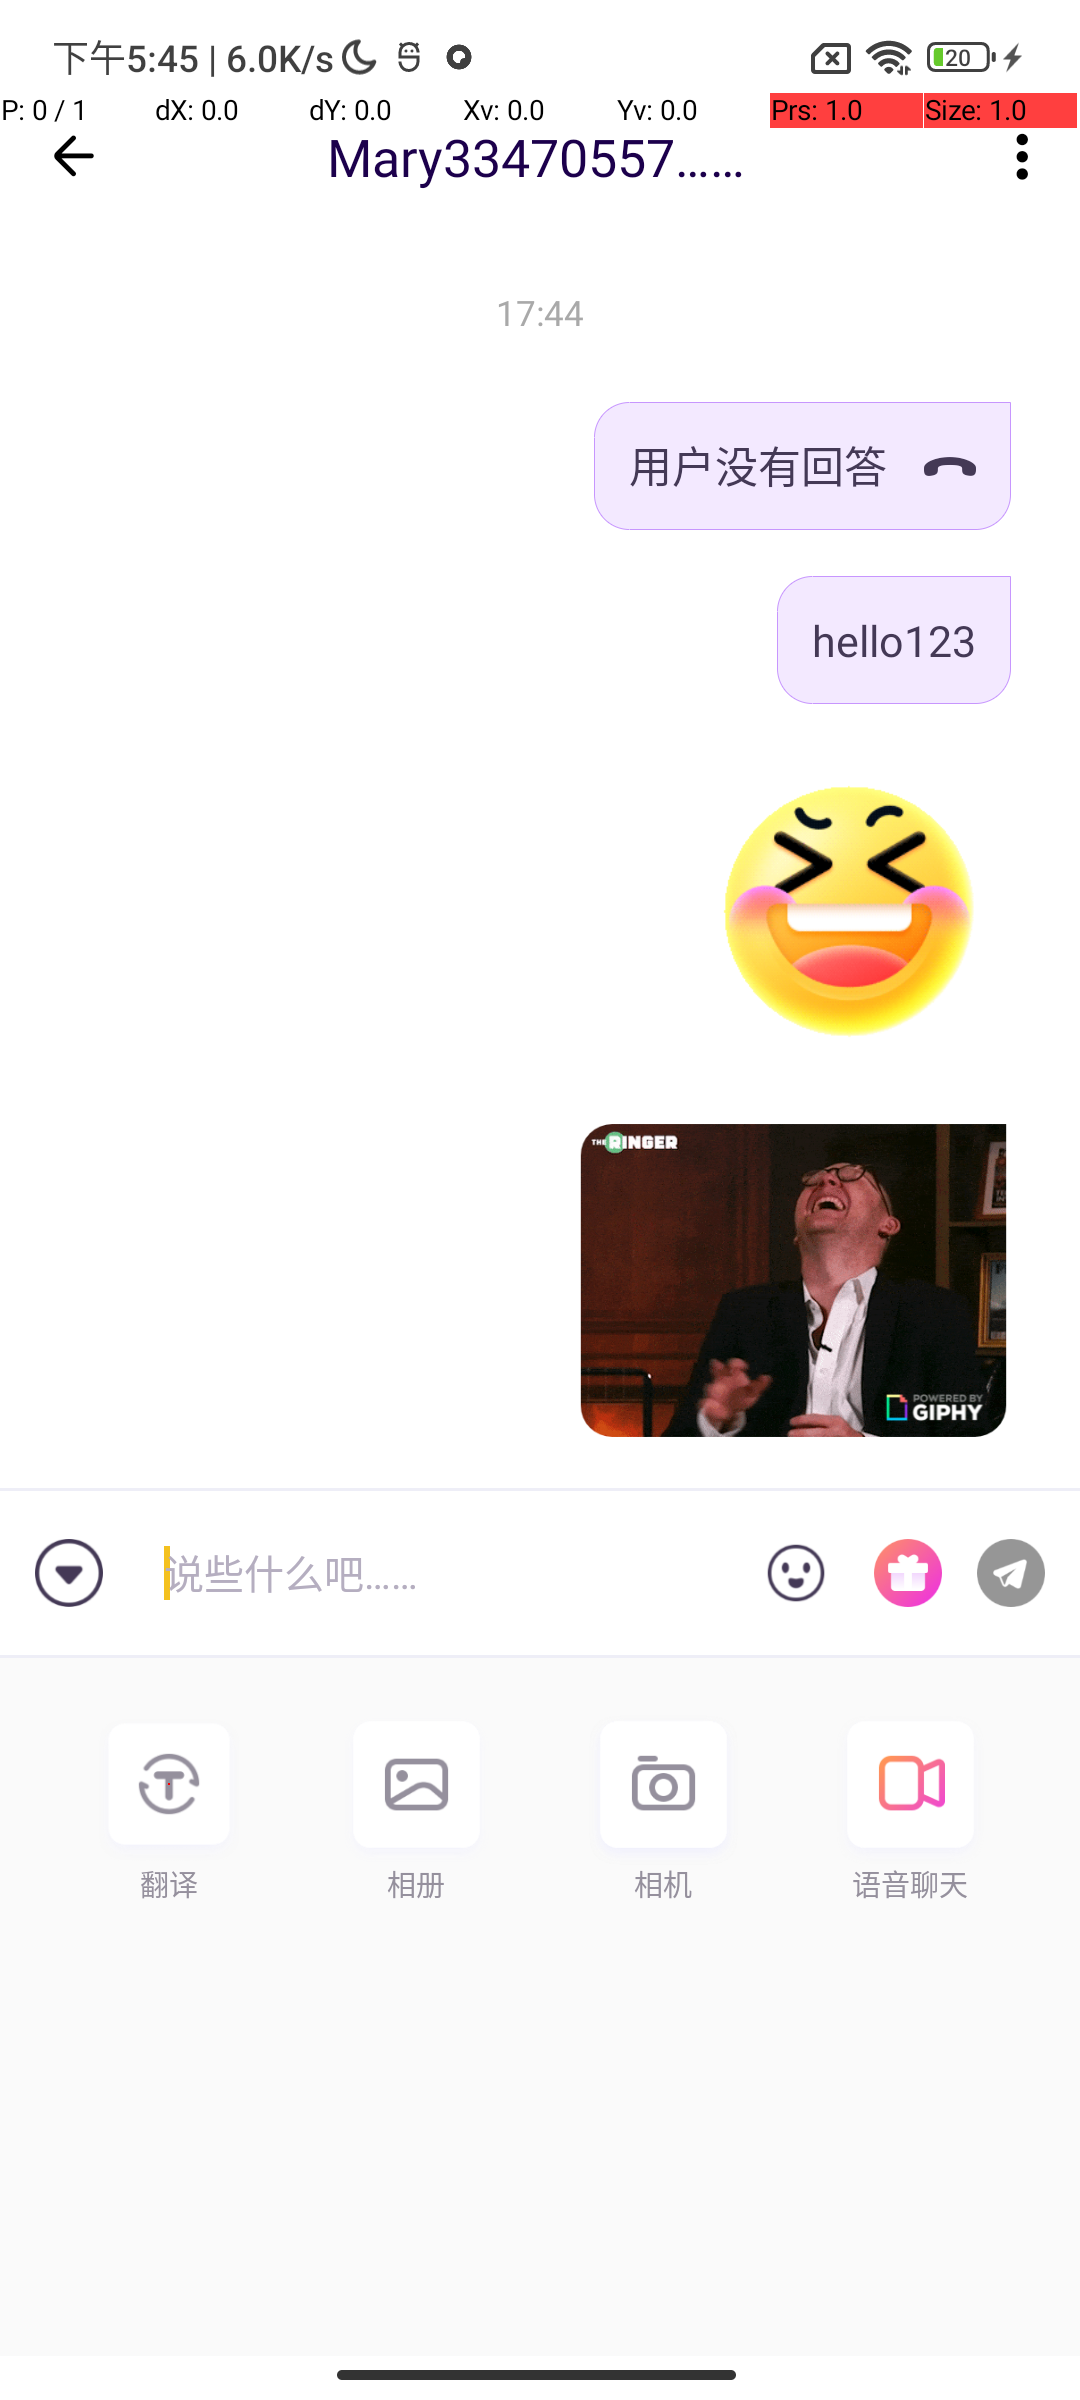 下午5:45 | 6.0K/s
20
P: 0 / 1 dX: 0.0 dY: 0.0 Xv: 0.0 Yv: 0.0 Prs: 1.0 Size: 1.0
Mary33470557……
17:44
用户没有回答
hello123
THE RINGER
POWERED BY
GIPHY
说些什么吧……
翻译 相册 相机 语音聊天